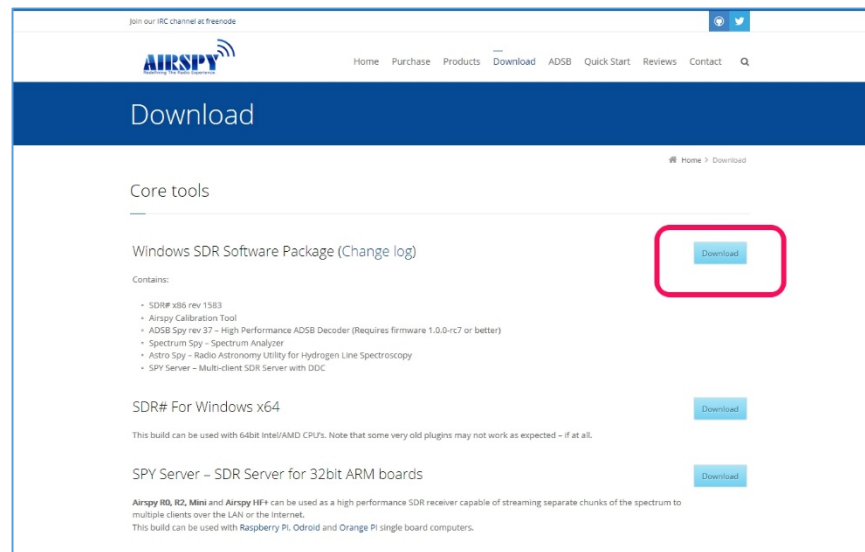 Join our IRC channel at freenode
AIRSPY
Redefining The Radio Experience
Home Purchase Products Download ADSB Quick Start Reviews Contact
Download
Home > Download
Core tools
Windows SDR Software Package (Change log)
Download
Contains:
• SDR# x86 rev 1583
• Airspy Calibration Tool
• ADSB Spy rev 37 – High Performance ADSB Decoder (Requires firmware 1.0.0-rc7 or better)
• Spectrum Spy – Spectrum Analyzer
• Astro Spy – Radio Astronomy Utility for Hydrogen Line Spectroscopy
• SPY Server – Multi-client SDR Server with DDC
SDR# For Windows x64
Download
This build can be used with 64bit Intel/AMD CPU's. Note that some very old plugins may not work as expected – if at all.
SPY Server – SDR Server for 32bit ARM boards
Download
Airspy R0, R2, Mini and Airspy HF+ can be used as a high performance SDR receiver capable of streaming separate chunks of the spectrum to
multiple clients over the LAN or the Internet.
This build can be used with Raspberry Pi, Odroid and Orange Pi single board computers.